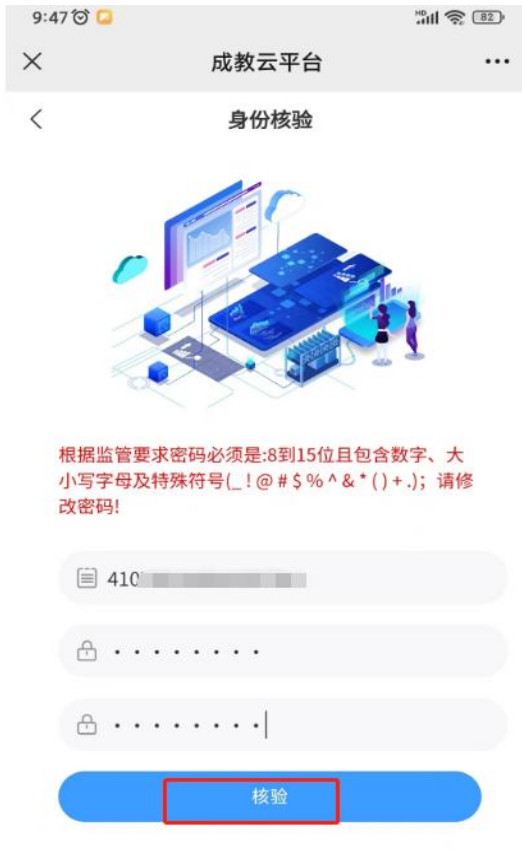 9:47
HD
82
成教云平台
身份核验
根据监管要求密码必须是:8到15位且包含数字、大
小写字母及特殊符号(_ ! @ # $ % ^ & * ( ) + .); 请修
改密码!
410
核验